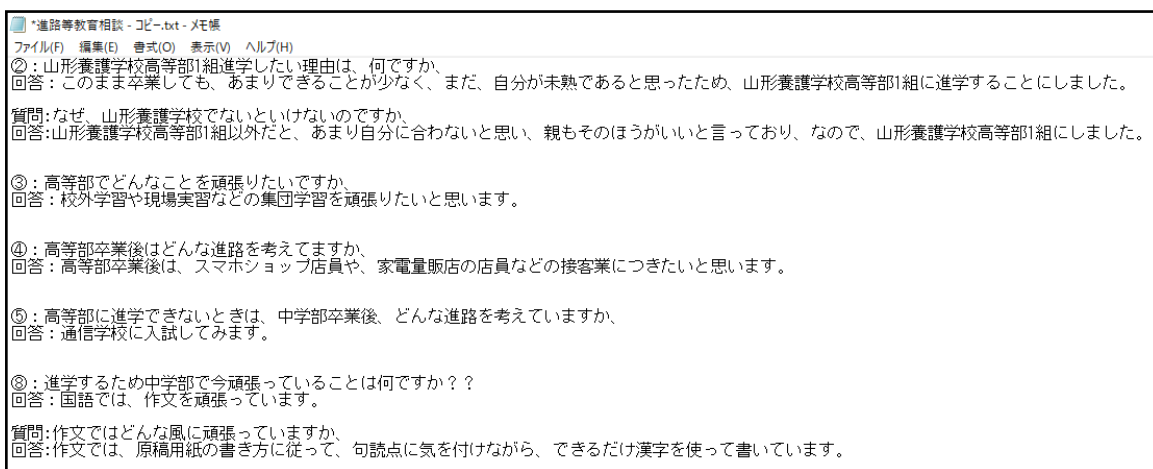 *進路等教育相談 - コピー.txt - メモ帳
ファイル(F) 編集(E) 書式(O) 表示(V) ヘルプ(H)
②：山形養護学校高等部1組進学したい理由は、何ですか、
回答：このまま卒業しても、あまりできることが少なく、まだ、自分が未熟であると思ったため、山形養護学校高等部1組に進学することにしました。
質問:なぜ、山形養護学校でないといけないのですか、
回答:山形養護学校高等部1組以外だと、あまり自分に合わないと思い、親もそのほうがいいと言っており、なので、山形養護学校高等部1組にしました。
③：高等部でどんなことを頑張りたいですか、
回答：校外学習や現場実習などの集団学習を頑張りたいと思います。
④：高等部卒業後はどんな進路を考えてますか、
回答：高等部卒業後は、スマホショップ店員や、家電量販店の店員などの接客業につきたいと思います。
⑤：高等部に進学できないときは、中学部卒業後、どんな進路を考えていますか、
回答：通信学校に入試してみます。
⑧：進学するため中学部で今頑張っていることは何ですか？？
回答：国語では、作文を頑張っています。
質問:作文ではどんな風に頑張っていますか、
回答:作文では、原稿用紙の書き方に従って、句読点に気を付けながら、できるだけ漢字を使って書いています。